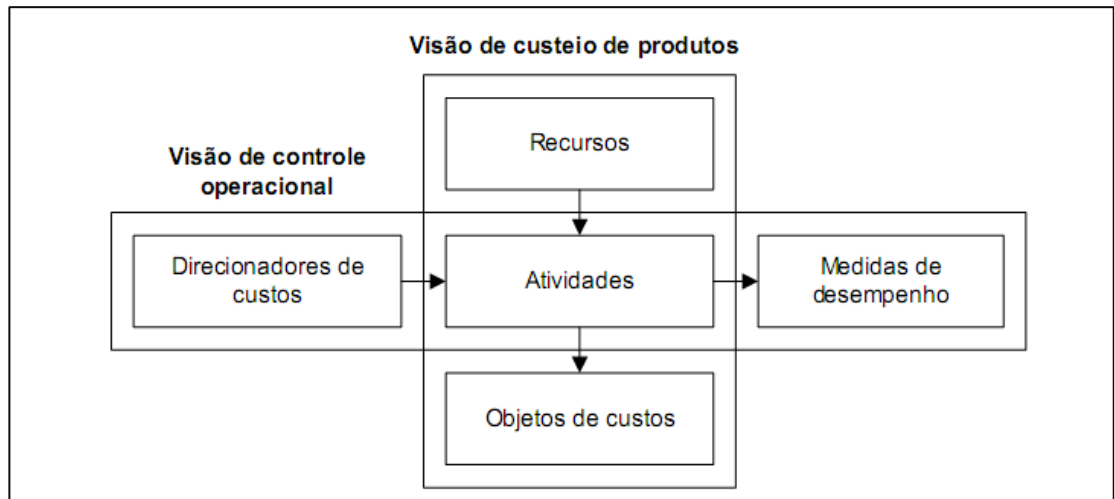 Visão de custeio de produtos
Recursos
Visão de controle
operacional
Direcionadores de
custos
Atividades
Medidas de
desempenho
Objetos de custos